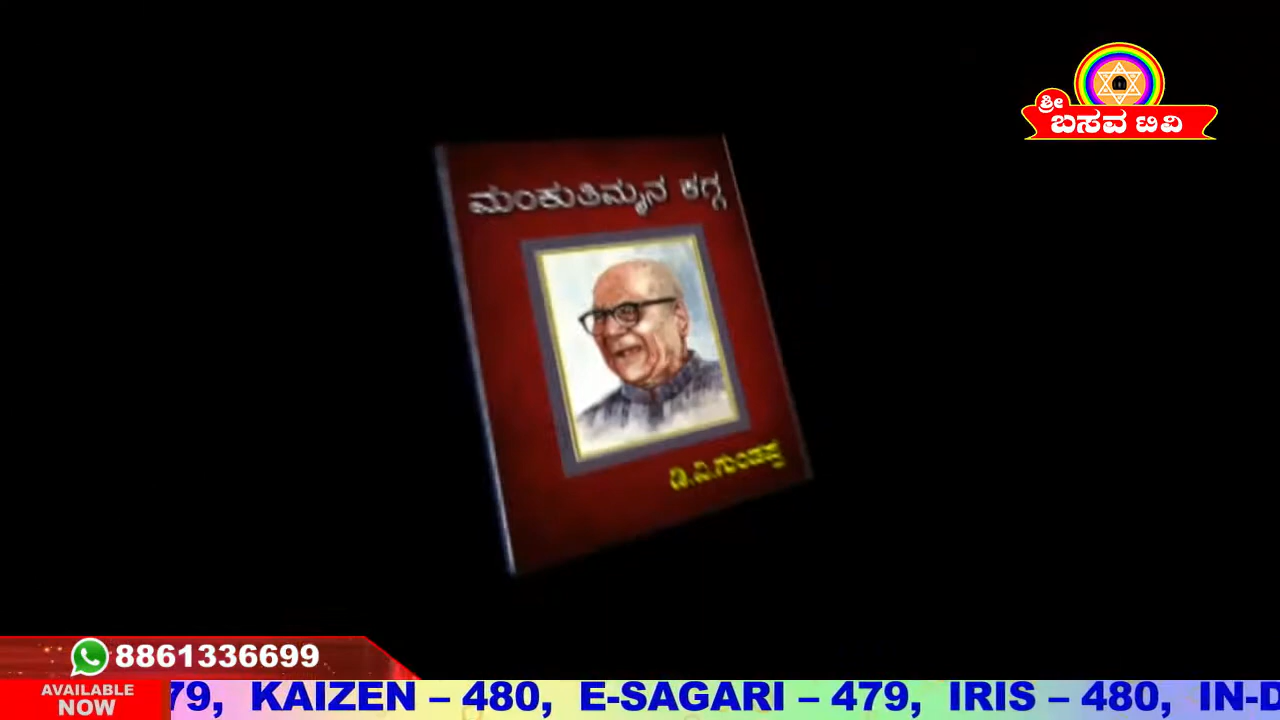 ಶ್ರೀ
ಬಸವ ಟಿವಿ
ಮಂಕುತಿಮ್ಮನ ಕಗ್ಗ
ಡಿ.ವಿ.ಗುಂಡಪ್ಪ
8861336699
AVAILABLE
NOW
79, KAIZEN – 480, E-SAGARI – 479, IRIS – 480, IN-D